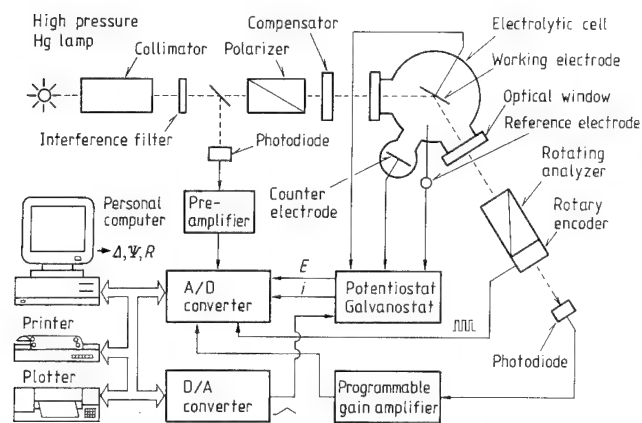 High pressure
Hg lamp
Collimator
Interference filter
Polarizer
Compensator
Photodiode
Electrolytic cell
Working electrode
Optical window
Reference electrode
Counter
electrode
Rotating
analyzer
Rotary
encoder
Personal
computer
Δ,Ψ,R
Pre-
amplifier
A/D
converter
E
i
Potentiostat
Galvanostat
Printer
Plotter
D/A
converter
Programmable
gain amplifier
Photodiode